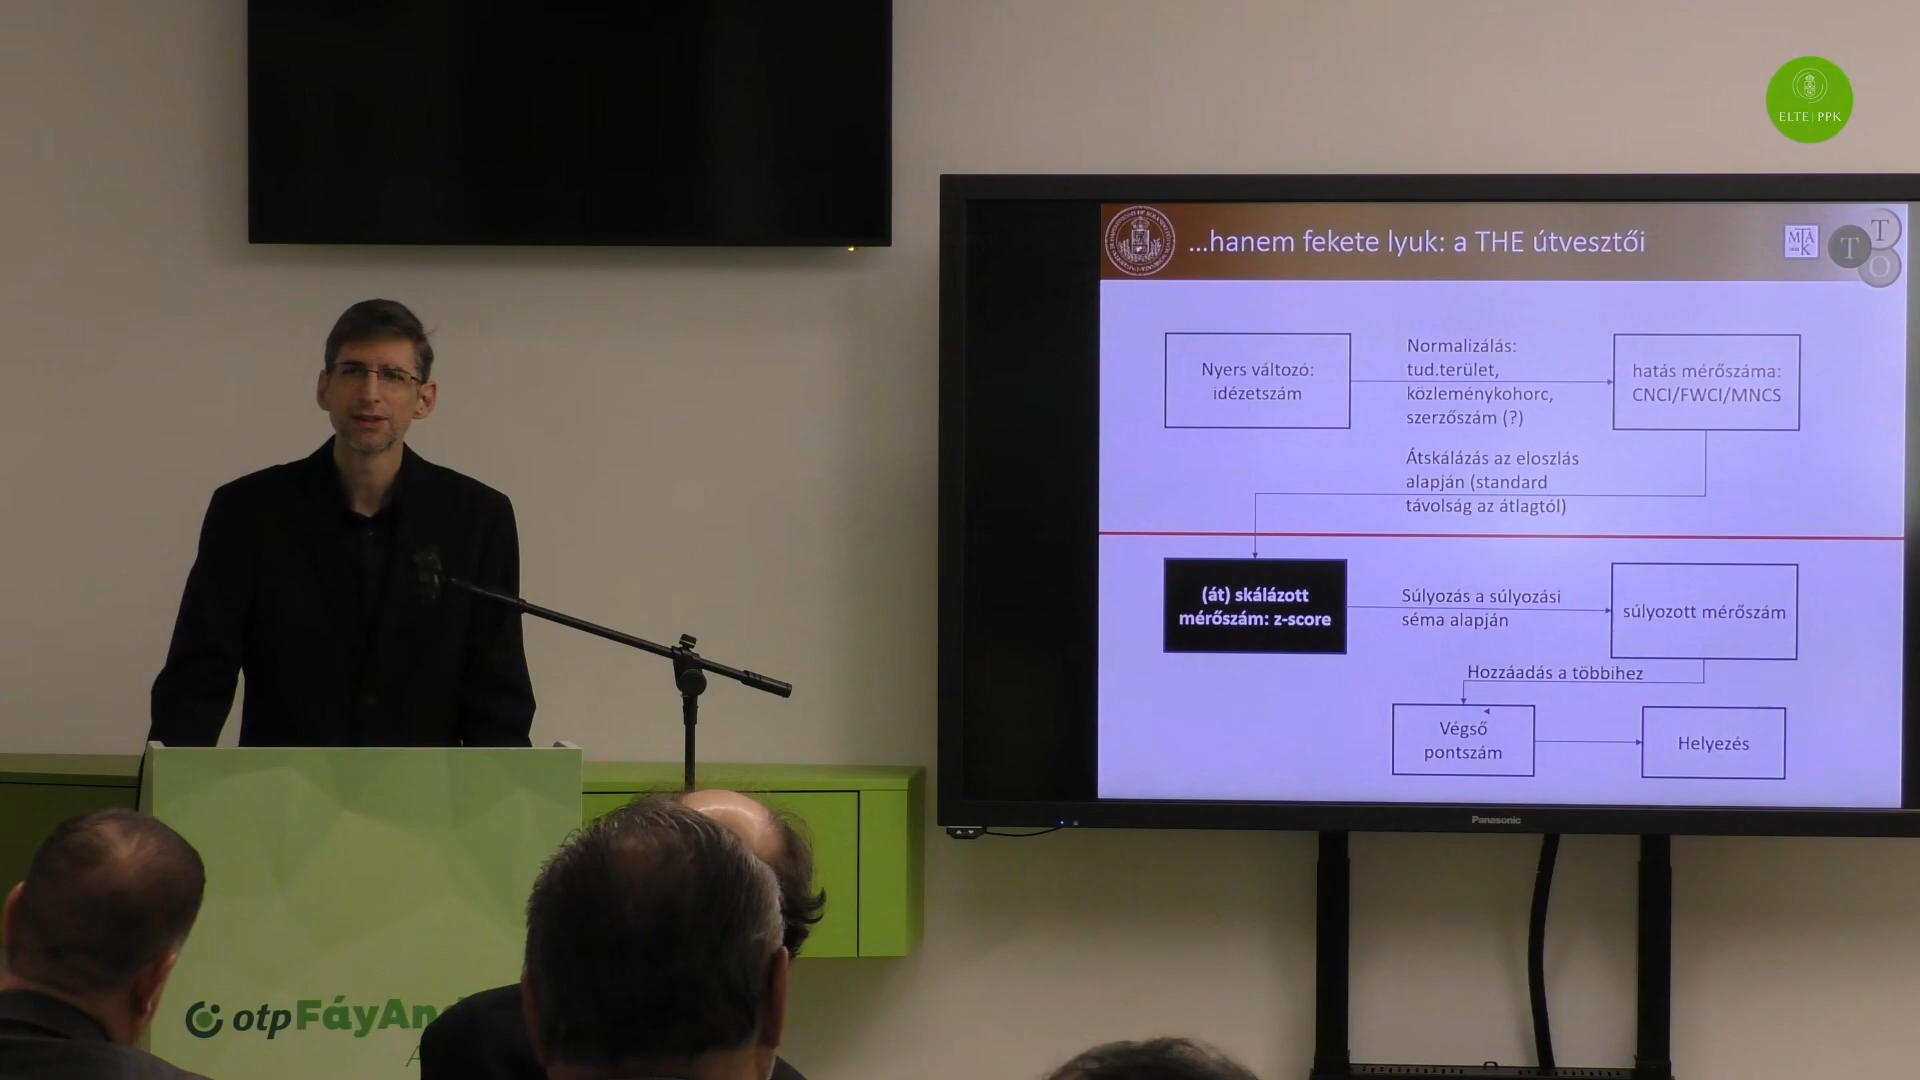 ELTE | PPK
...hanem fekete lyuk: a THE útvesztői
M T A
K
T
T
O
Nyers változó:
idézetszám
Normalizálás:
tud.terület,
közleménykohorc,
szerzőszám (?)
hatás mérőszáma:
CNCI/FWCI/MNCS
Átskálázás az eloszlás
alapján (standard
távolság az átlagtól)
(át) skálázott
mérőszám: z-score
Súlyozás a súlyozási
séma alapján
súlyozott mérőszám
Hozzáadás a többihez
Végső
pontszám
Helyezés
Panasonic
otp Fáy